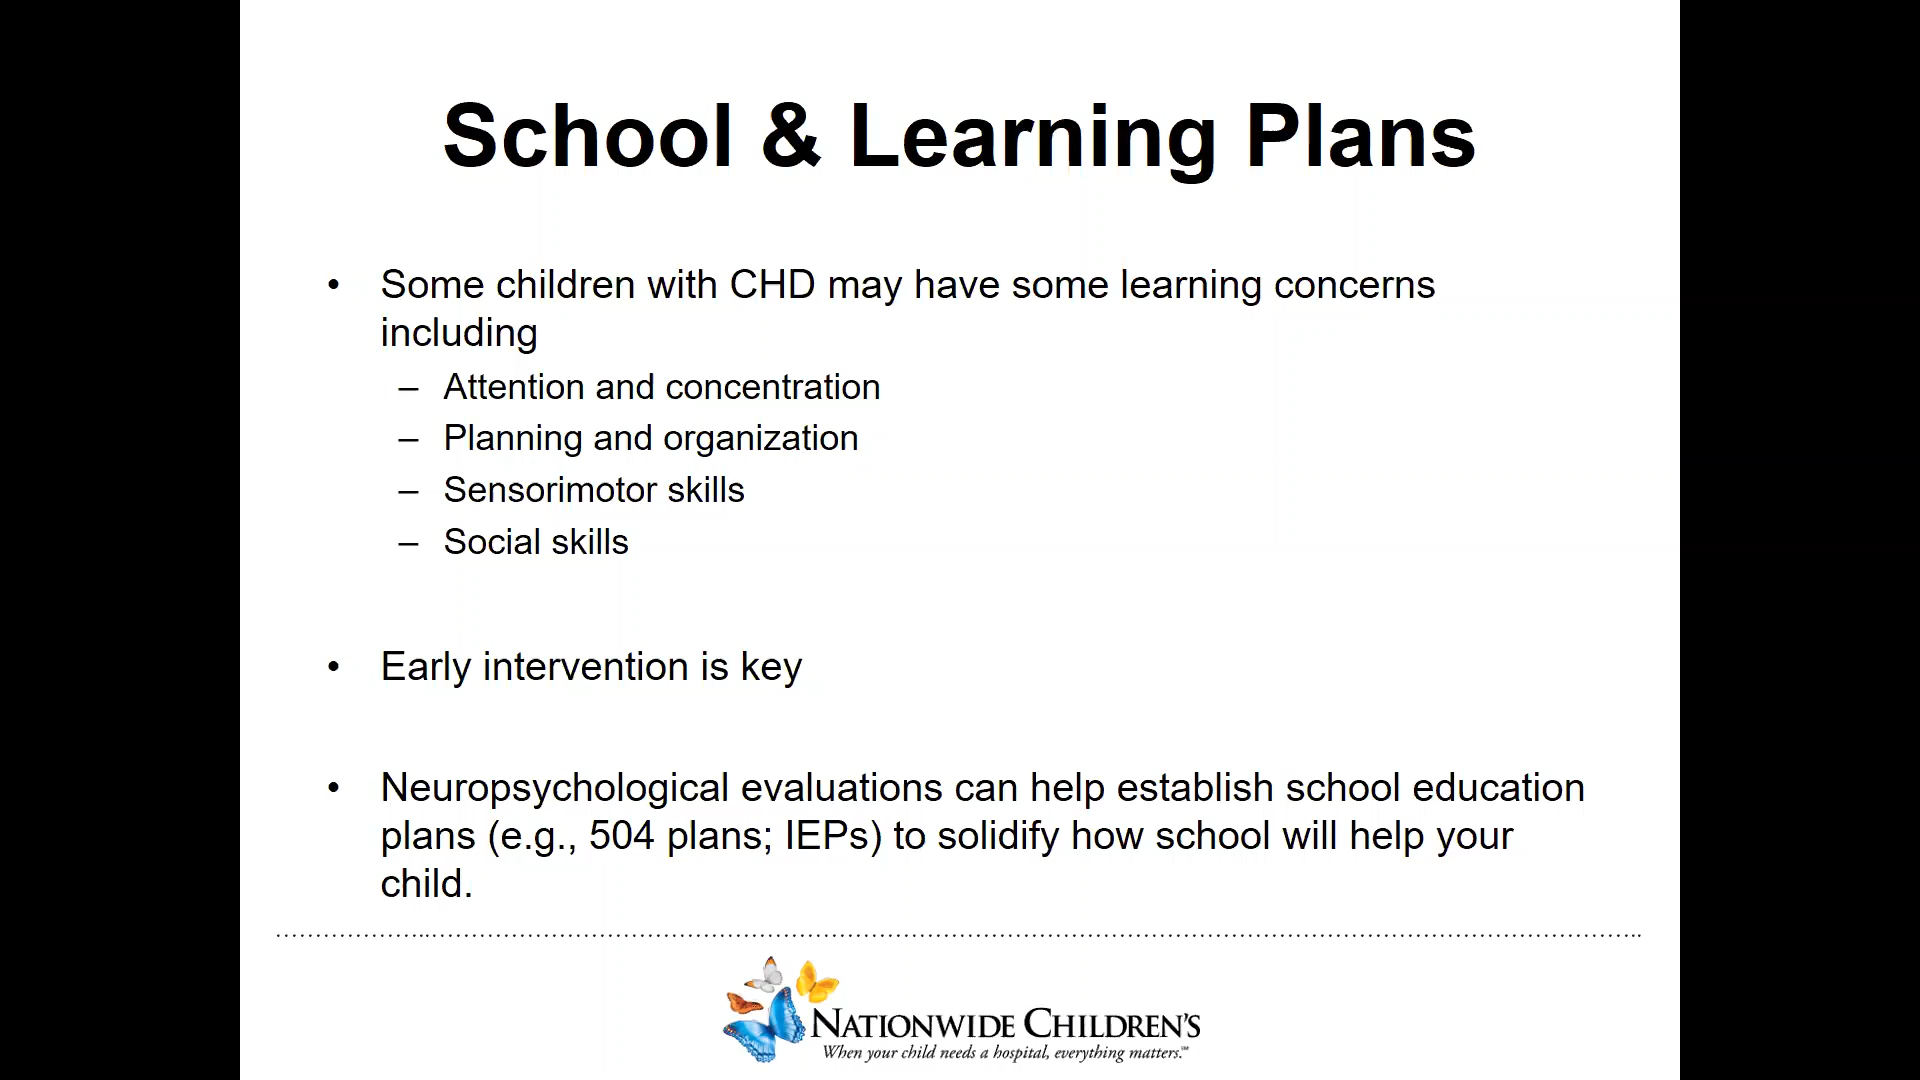 School & Learning Plans
• Some children with CHD may have some learning concerns
including
– Attention and concentration
– Planning and organization
– Sensorimotor skills
– Social skills
• Early intervention is key
• Neuropsychological evaluations can help establish school education
plans (e.g., 504 plans; IEPs) to solidify how school will help your
child.
NATIONWIDE CHILDREN'S
When your child needs a hospital, everything matters.℠